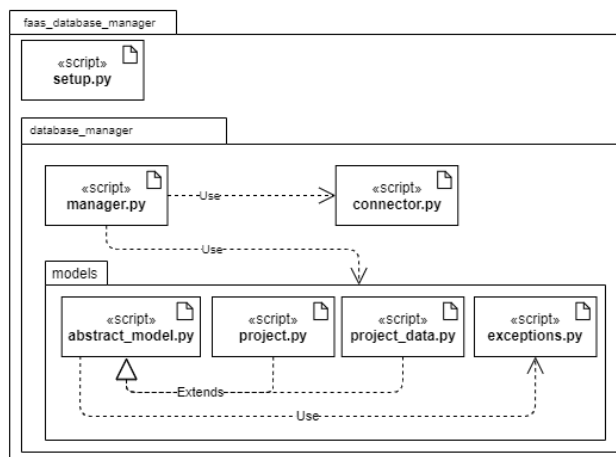 faas_database_manager
«script»
setup.py
database_manager
«script»
manager.py
Use
«script»
connector.py
Use
models
«script»
abstract_model.py
«script»
project.py
«script»
project_data.py
«script»
exceptions.py
Extends
Use